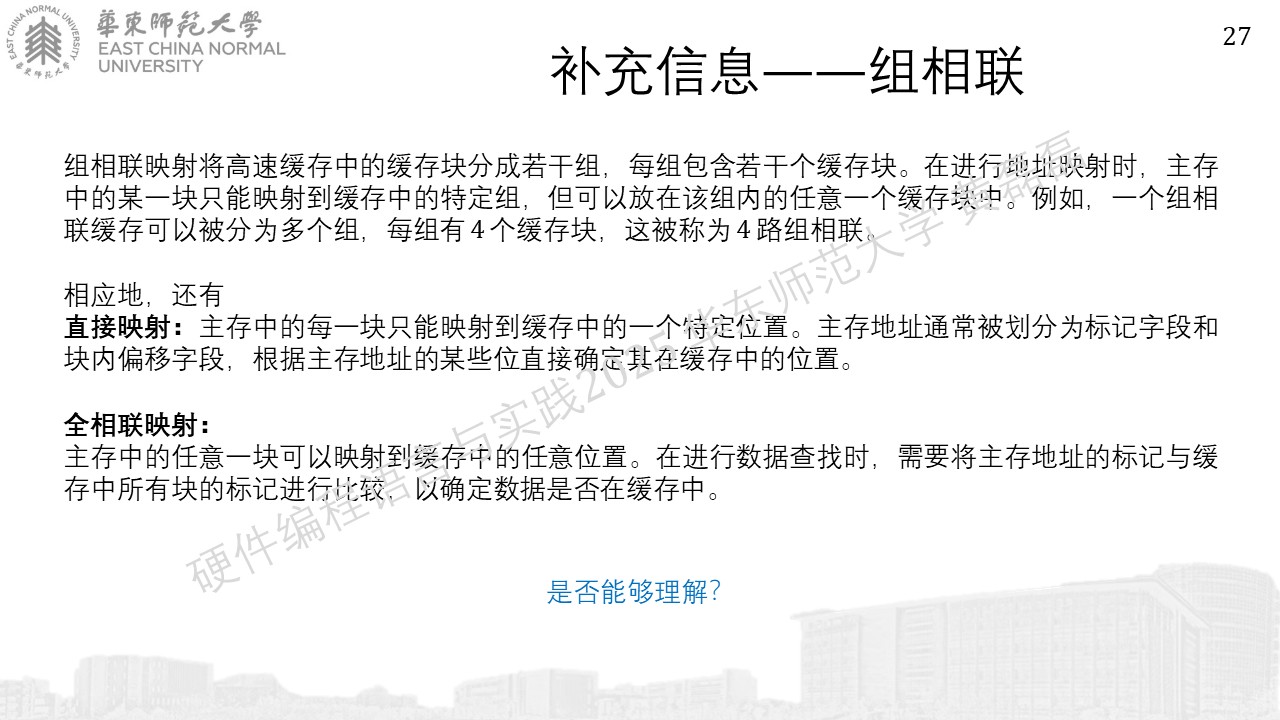 華東師範大學
EAST CHINA NORMAL
UNIVERSITY
27
补充信息——组相联
组相联映射将高速缓存中的缓存块分成若干组，每组包含若干个缓存块。在进行地址映射时，主存
中的某一块只能映射到缓存中的特定组，但可以放在该组内的任意一个缓存块中。例如，一个组相
联缓存可以被分为多个组，每组有 4 个缓存块，这被称为 4 路组相联。
相应地，还有
直接映射：主存中的每一块只能映射到缓存中的一个特定位置。主存地址通常被划分为标记字段和
块内偏移字段，根据主存地址的某些位直接确定其在缓存中的位置。
全相联映射：
主存中的任意一块可以映射到缓存中的任意位置。在进行数据查找时，需要将主存地址的标记与缓
存中所有块的标记进行比较，以确定数据是否在缓存中。
是否能够理解？
硬件编程语言与实践2025 华东师范大学 黄磊磊
EAST CHINA NORMAL UNIVERSITY
華東師範大學